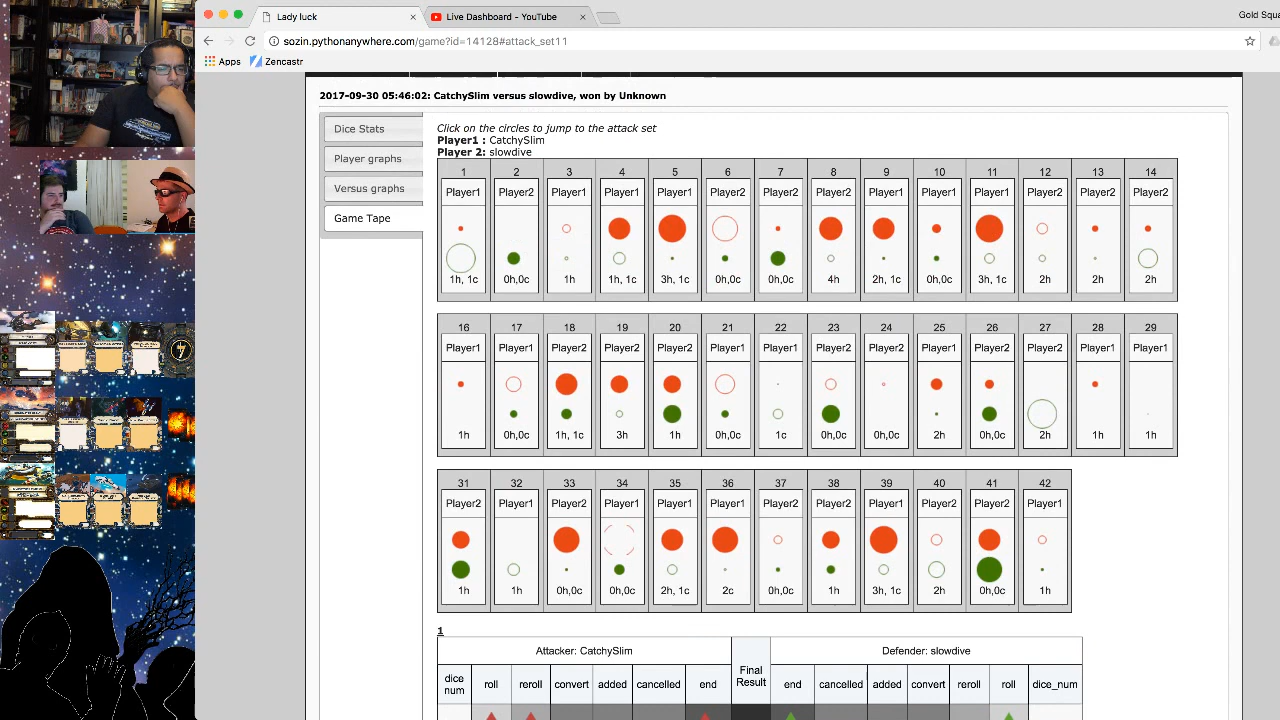 Lady luck
Live Dashboard - YouTube
Gold Squa
sozin.pythonanywhere.com/game?id=14128#attack_set11
Apps Zencastr
2017-09-30 05:46:02: CatchySlim versus slowdive, won by Unknown
Dice Stats
Player graphs
Versus graphs
Game Tape
Click on the circles to jump to the attack set
Player1 : CatchySlim
Player 2: slowdive
1 2 3 4 5 6 7 8 9 10 11 12 13 14
Player1 Player2 Player1 Player1 Player1 Player2 Player2 Player2 Player1 Player1 Player1 Player2 Player2 Player2
1h, 1c 0h,0c 1h 1h, 1c 3h, 1c 0h,0c 0h,0c 4h 2h, 1c 0h,0c 3h, 1c 2h 2h 2h
16 17 18 19 20 21 22 23 24 25 26 27 28 29
Player1 Player1 Player2 Player2 Player2 Player1 Player1 Player2 Player1 Player1 Player1 Player2 Player1 Player1
1h 0h,0c 1h, 1c 3h 1h 0h,0c 1c 0h,0c 0h,0c 2h 0h,0c 2h 1h 1h
31 32 33 34 35 36 37 38 39 40 41 42
Player2 Player1 Player2 Player1 Player1 Player1 Player2 Player2 Player1 Player2 Player2 Player1
1h 1h 0h,0c 0h,0c 2h, 1c 2c 0h,0c 1h 3h, 1c 2h 0h,0c 1h
1
Attacker: CatchySlim Final Result Defender: slowdive
dice num roll reroll convert added cancelled end end cancelled added convert reroll roll dice_num